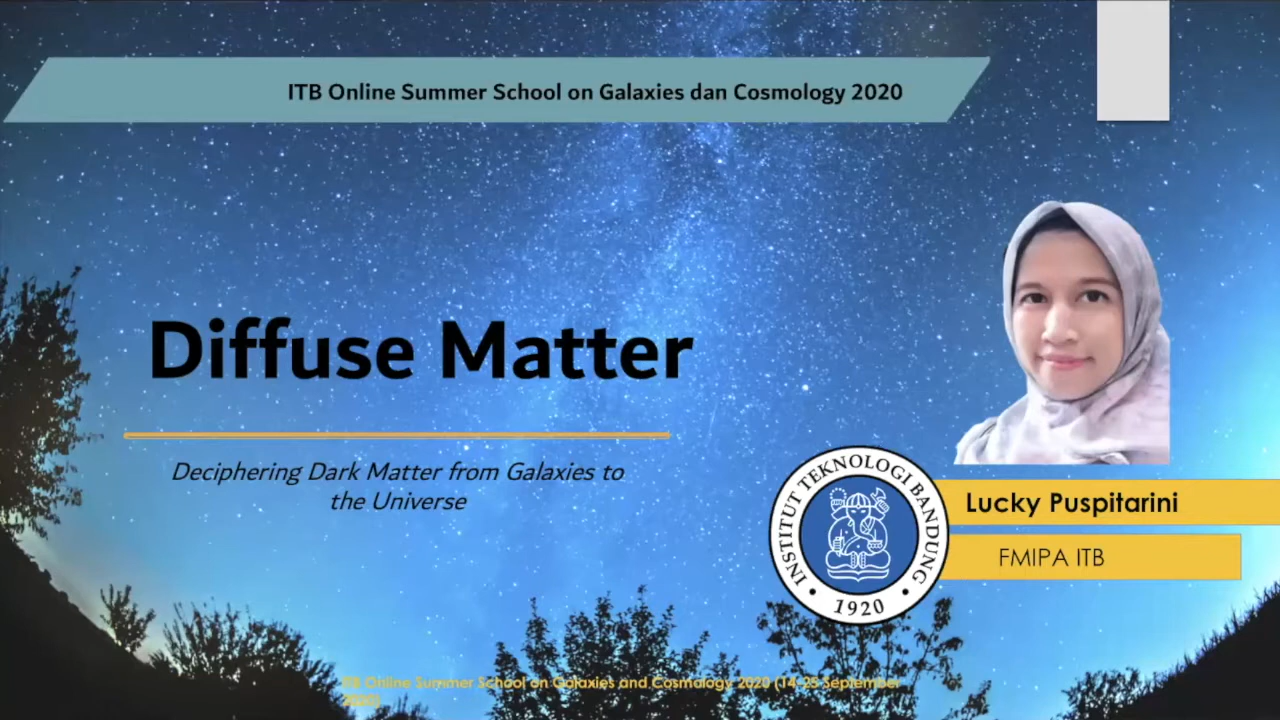 ITB Online Summer School on Galaxies dan Cosmology 2020
Diffuse Matter
Deciphering Dark Matter from Galaxies to
the Universe
INSTITUT TEKNOLOGI BANDUNG
1920
Lucky Puspitarini
FMIPA ITB
ITB Online Summer School on Galaxies and Cosmology 2020 (14-25 September
2020)